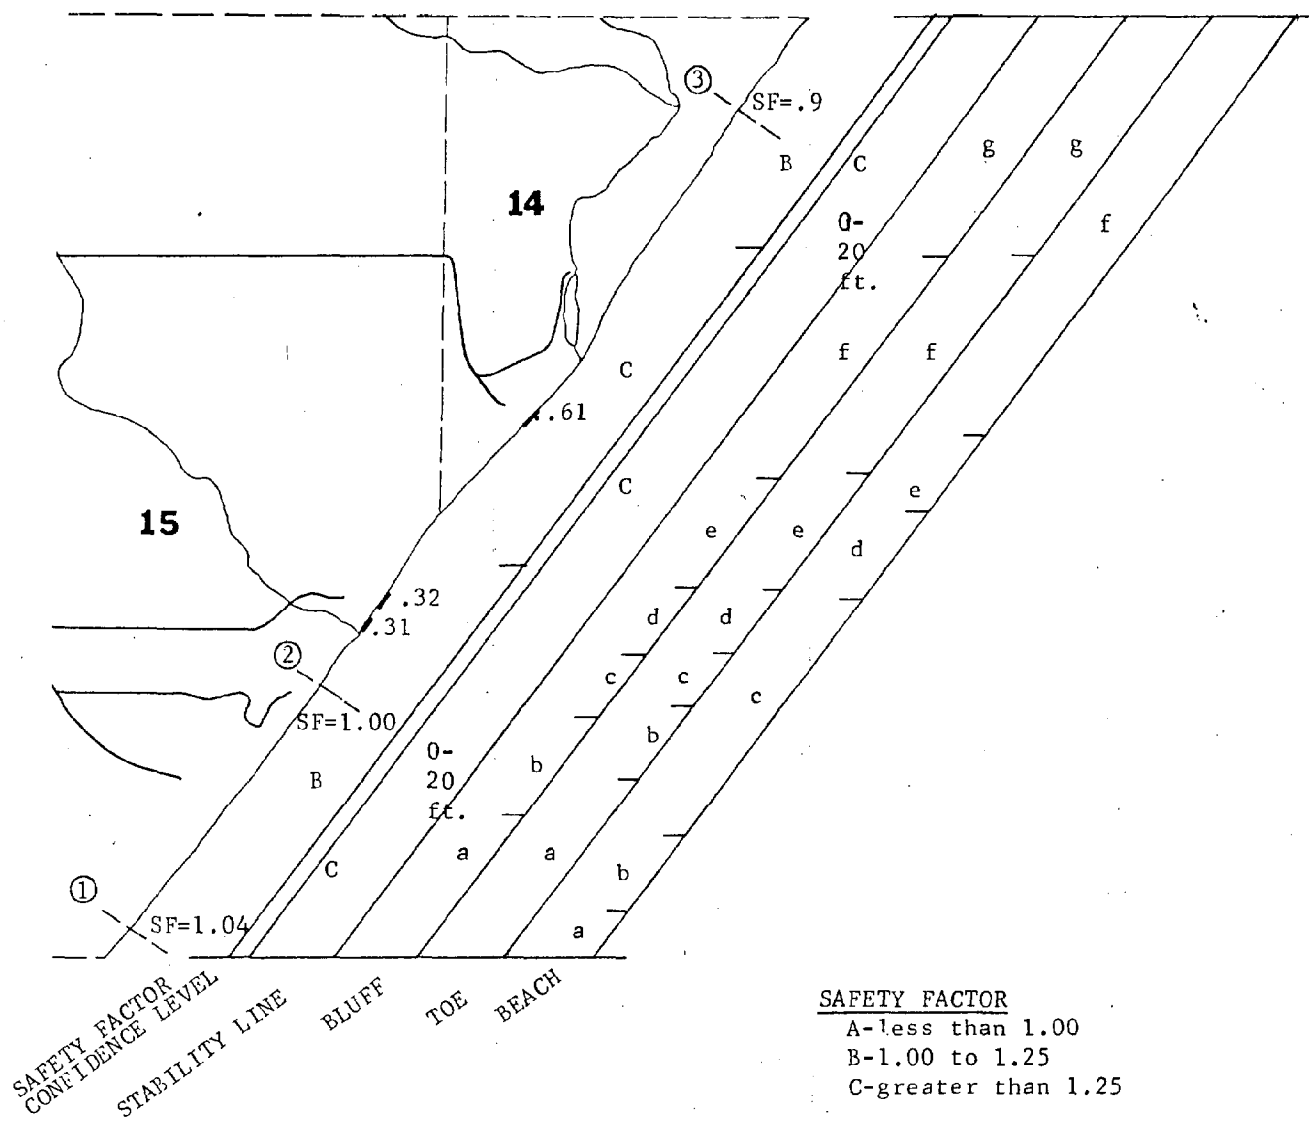 3
SF=.9
B
C
g
g
14
0-
20
ft.
f
C
f
f
.61
C
e
15
e
e
d
.32
d
d
.31
2
c
c
c
SF=1.00
b
0-
20
ft.
B
b
a
a
C
b
1
SF=1.04
a
SAFETY FACTOR
CONFIDENCE LEVEL
STABILITY LINE
BLUFF
TOE
BEACH
SAFETY FACTOR
A-less than 1.00
B-1.00 to 1.25
C-greater than 1.25